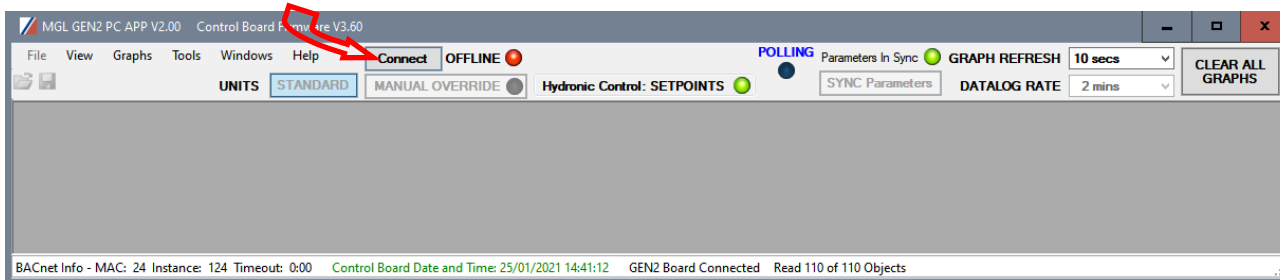 MGL GEN2 PC APP V2.00 Control Board Firmware V3.60
File View Graphs Tools Windows Help Connect OFFLINE POLLING Parameters In Sync GRAPH REFRESH 10 secs CLEAR ALL GRAPHS
UNITS STANDARD MANUAL OVERRIDE Hydronic Control: SETPOINTS SYNC Parameters DATALOG RATE 2 mins
BACnet Info - MAC: 24 Instance: 124 Timeout: 0:00 Control Board Date and Time: 25/01/2021 14:41:12 GEN2 Board Connected Read 110 of 110 Objects